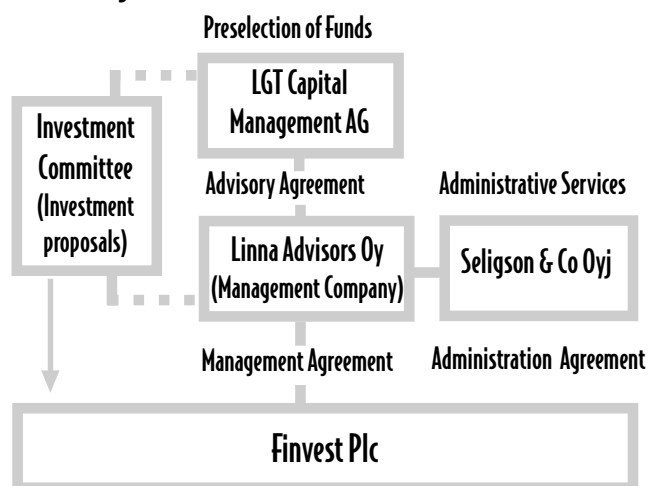 Preselection of Funds
LGT Capital
Management AG
Investment
Committee
(Investment
proposals)
Advisory Agreement
Administrative Services
Linna Advisors Oy
(Management Company)
Seligson & Co Oyj
Management Agreement
Administration Agreement
Finvest Plc